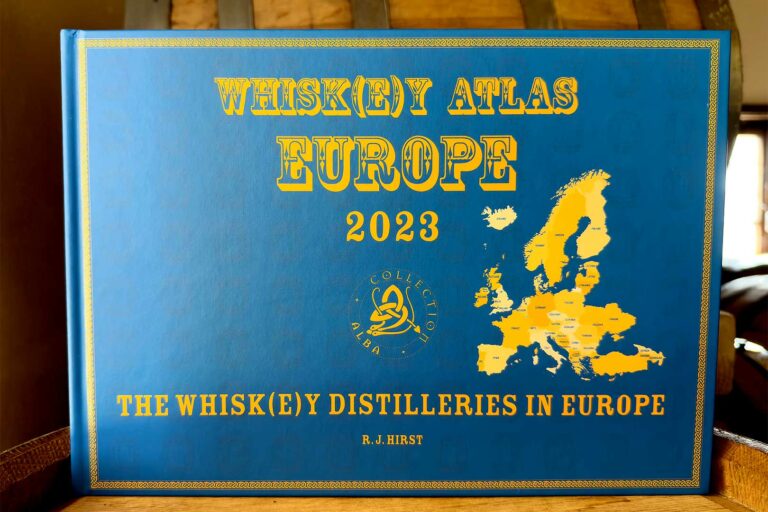 WHISK(E)Y ATLAS
EUROPE
2023
COLLECTION
ALBA
THE WHISK(E)Y DISTILLERIES IN EUROPE
R. J. HIRST